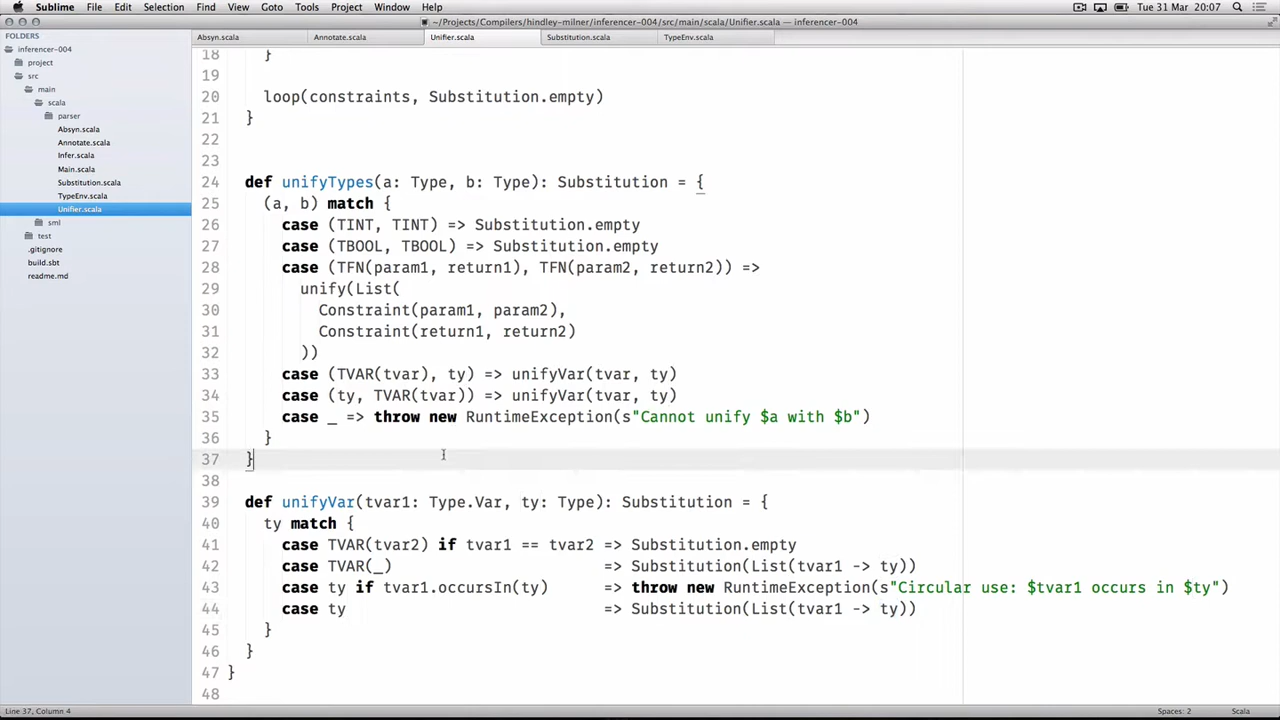 Sublime File Edit Selection Find View Goto Tools Project Window Help Tue 31 Mar 20:07
~/Projects/Compilers/hindley-milner/inferencer-004/src/main/scala/Unifier.scala — inferencer-004
FOLDERS
inferencer-004
project
src
main
scala
parser
Absyn.scala
Annotate.scala
Infer.scala
Main.scala
Substitution.scala
TypeEnv.scala
Unifier.scala
sml
test
.gitignore
build.sbt
readme.md
Absyn.scala Annotate.scala Unifier.scala Substitution.scala TypeEnv.scala
18 }
19
20 loop(constraints, Substitution.empty)
21 }
22
23
24 def unifyTypes(a: Type, b: Type): Substitution = {
25 (a, b) match {
26 case (TINT, TINT) => Substitution.empty
27 case (TBOOL, TBOOL) => Substitution.empty
28 case (TFN(param1, return1), TFN(param2, return2)) =>
29 unify(List(
30 Constraint(param1, param2),
31 Constraint(return1, return2)
32 ))
33 case (TVAR(tvar), ty) => unifyVar(tvar, ty)
34 case (ty, TVAR(tvar)) => unifyVar(tvar, ty)
35 case _ => throw new RuntimeException(s"Cannot unify $a with $b")
36 }
37 }
38
39 def unifyVar(tvar1: Type.Var, ty: Type): Substitution = {
40 ty match {
41 case TVAR(tvar2) if tvar1 == tvar2 => Substitution.empty
42 case TVAR(_) => Substitution(List(tvar1 -> ty))
43 case ty if tvar1.occursIn(ty) => throw new RuntimeException(s"Circular use: $tvar1 occurs in $ty")
44 case ty => Substitution(List(tvar1 -> ty))
45 }
46 }
47 }
48
Line 37, Column 4 Spaces: 2 Scala